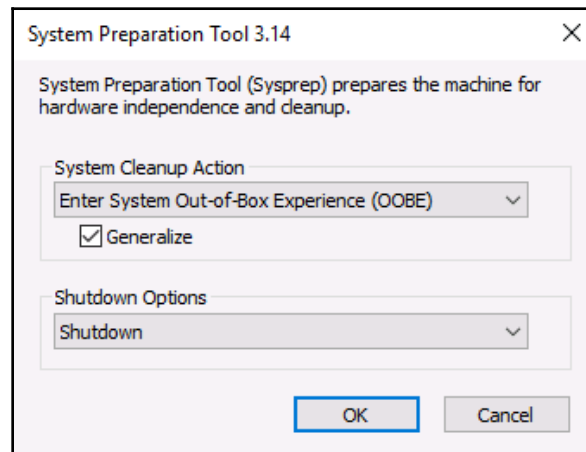 System Preparation Tool 3.14
System Preparation Tool (Sysprep) prepares the machine for
hardware independence and cleanup.
System Cleanup Action
Enter System Out-of-Box Experience (OOBE)
Generalize
Shutdown Options
Shutdown
OK Cancel